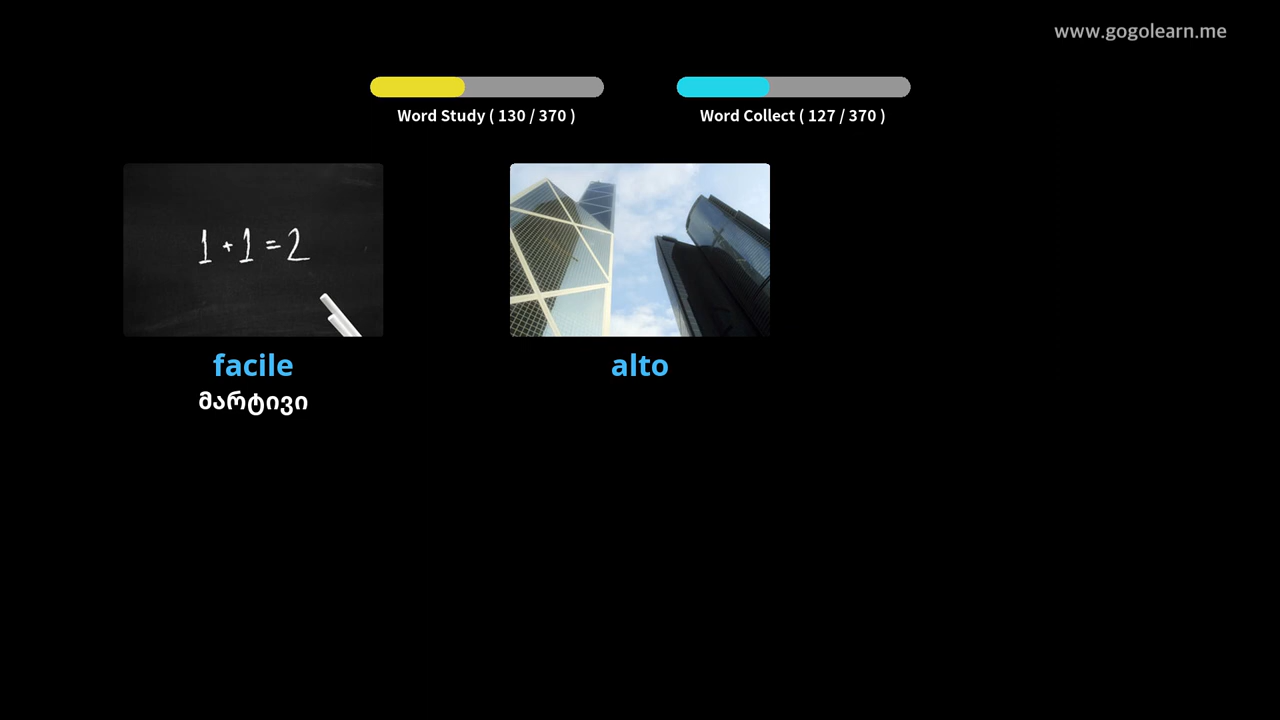 www.gogolearn.me
Word Study ( 130 / 370 )
Word Collect ( 127 / 370 )
1 + 1 = 2
facile
alto
მარტივი